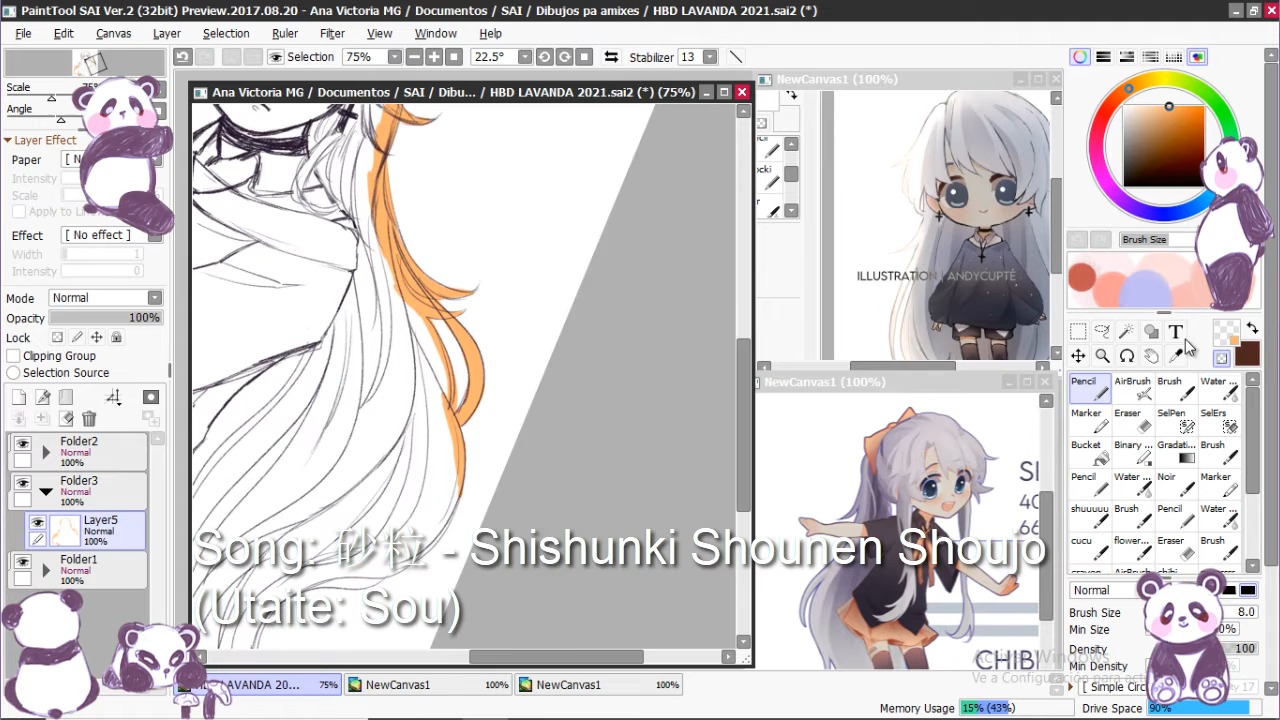 PaintTool SAI Ver.2 (32bit) Preview.2017.08.20 - Ana Victoria MG / Documentos / SAI / Dibujos pa amixes / HBD LAVANDA 2021.sai2 (*)
File Edit Canvas Layer Selection Ruler Filter View Window Help
Selection 75% 22.5° Stabilizer 13
Scale
Angle
Layer Effect
Paper
Intensity
Scale
Effect [ No effect ]
Width 1
Intensity 0
Mode Normal
Opacity 100%
Lock
Clipping Group
Selection Source
Folder2
Normal
100%
Folder3
Normal
100%
Layer5
Normal
100%
Folder1
Normal
100%
Ana Victoria MG / Documentos / SAI / Dibu... / HBD LAVANDA 2021.sai2 (*) (75%)
NewCanvas1 (100%)
ILLUSTRATION | ANDYCUPTÉ
NewCanvas1 (100%)
CHIBI
Song: 砂粒 - Shishunki Shounen Shoujo
(Utaite: Sou)
LAVANDA 20... 75%
NewCanvas1 100%
NewCanvas1 100%
Brush Size
T
Pencil AirBrush Brush Water ...
Marker Eraser SelPen SelErs
Bucket Binary ... Gradati... Brush
Pencil Water ... Noir Marker
shuuuuu Brush Pencil Water ...
cucu flower... Eraser Brush
Normal
Brush Size 8.0
Min Size
Density 100
Min Density
[ Simple Circ
Memory Usage 15% (43%) Drive Space 90%